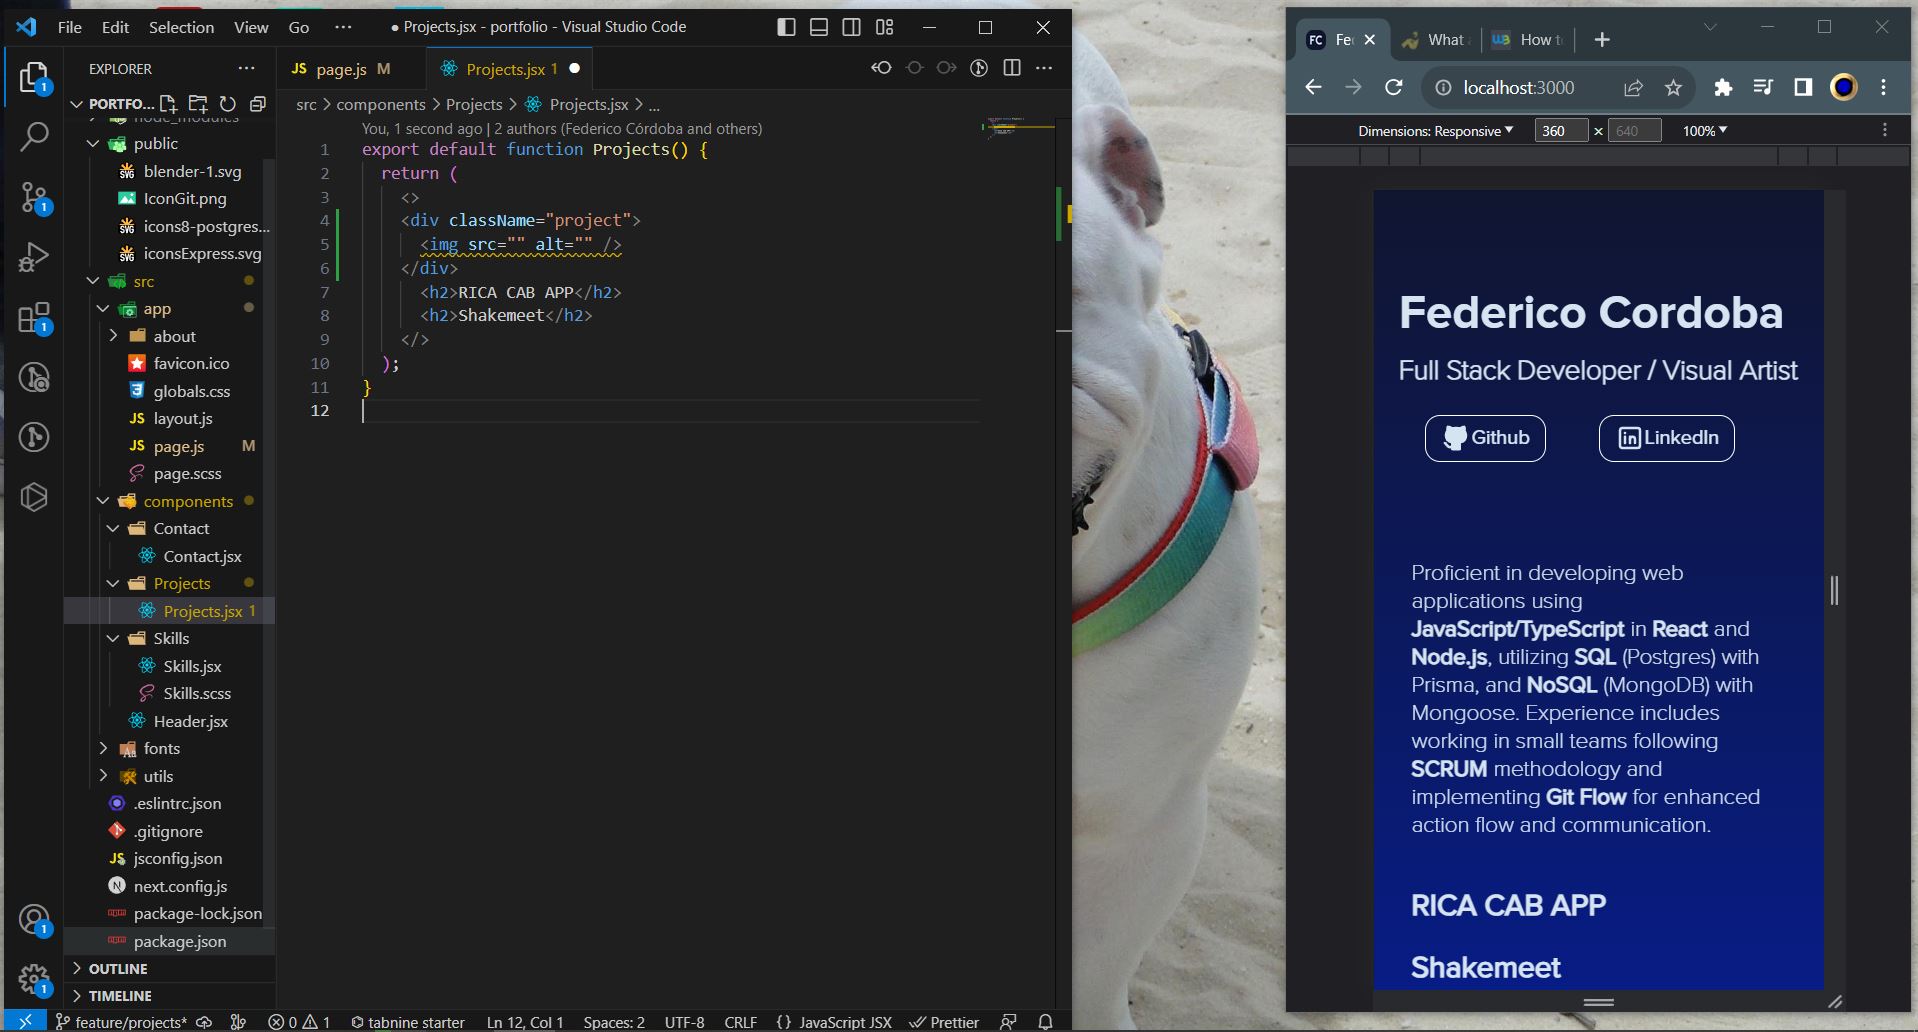 File Edit Selection View Go ··· ● Projects.jsx - portfolio - Visual Studio Code
EXPLORER ···
PORTFO...
node_modules
public
blender-1.svg
IconGit.png
icons8-postgres...
iconsExpress.svg
src
app
about
favicon.ico
globals.css
layout.js
page.js M
page.scss
components
Contact
Contact.jsx
Projects
Projects.jsx 1
Skills
Skills.jsx
Skills.scss
Header.jsx
fonts
utils
.eslintrc.json
.gitignore
jsconfig.json
next.config.js
package-lock.json
package.json
OUTLINE
TIMELINE
JS page.js M Projects.jsx 1 ●
src > components > Projects > Projects.jsx > ...
You, 1 second ago | 2 authors (Federico Córdoba and others)
1 export default function Projects() {
2 return (
3 <>
4 <div className="project">
5 <img src="" alt="" />
6 </div>
7 <h2>RICA CAB APP</h2>
8 <h2>Shakemeet</h2>
9 </>
10 );
11 }
12
feature/projects* 0 1 tabnine starter Ln 12, Col 1 Spaces: 2 UTF-8 CRLF {} JavaScript JSX Prettier
FC Fe What How t
localhost:3000
Dimensions: Responsive 360 × 640 100%
Federico Cordoba
Full Stack Developer / Visual Artist
Github LinkedIn
Proficient in developing web
applications using
JavaScript/TypeScript in React and
Node.js, utilizing SQL (Postgres) with
Prisma, and NoSQL (MongoDB) with
Mongoose. Experience includes
working in small teams following
SCRUM methodology and
implementing Git Flow for enhanced
action flow and communication.
RICA CAB APP
Shakemeet